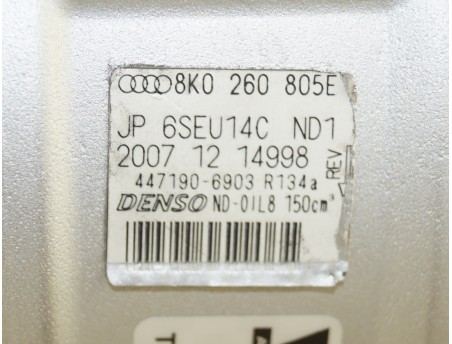 8K0 260 805E
JP 6SEU14C ND1
2007 12 14998
REV
447190-6903 R134a
DENSO ND-OIL8 150cm³
T